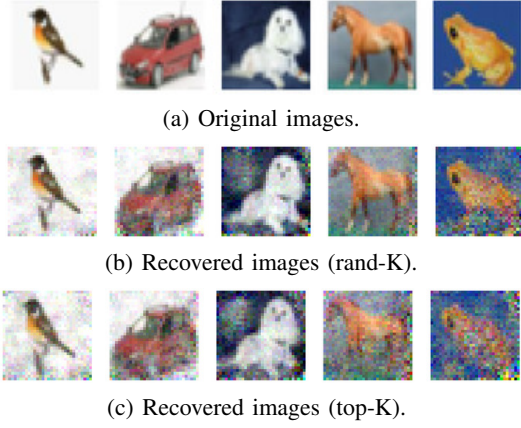 (a) Original images.
(b) Recovered images (rand-K).
(c) Recovered images (top-K).